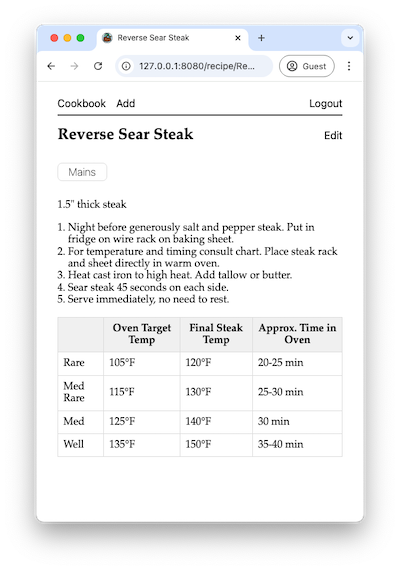 Reverse Sear Steak
127.0.0.1:8080/recipe/Re...
Guest
Cookbook Add Logout
Reverse Sear Steak Edit
Mains
1.5" thick steak
1. Night before generously salt and pepper steak. Put in
fridge on wire rack on baking sheet.
2. For temperature and timing consult chart. Place steak rack
and sheet directly in warm oven.
3. Heat cast iron to high heat. Add tallow or butter.
4. Sear steak 45 seconds on each side.
5. Serve immediately, no need to rest.
Oven Target Final Steak Approx. Time in
Temp Temp Oven
Rare 105°F 120°F 20-25 min
Med
Rare 115°F 130°F 25-30 min
Med 125°F 140°F 30 min
Well 135°F 150°F 35-40 min